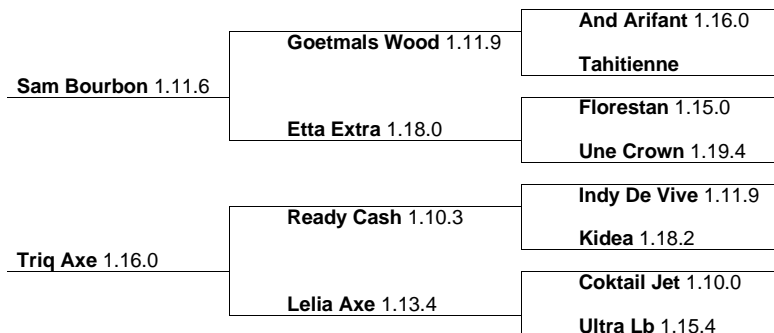 And Arifant 1.16.0
Goetmals Wood 1.11.9
Tahitienne
Sam Bourbon 1.11.6
Florestan 1.15.0
Etta Extra 1.18.0
Une Crown 1.19.4
Indy De Vive 1.11.9
Ready Cash 1.10.3
Kidea 1.18.2
Triq Axe 1.16.0
Coktail Jet 1.10.0
Lelia Axe 1.13.4
Ultra Lb 1.15.4